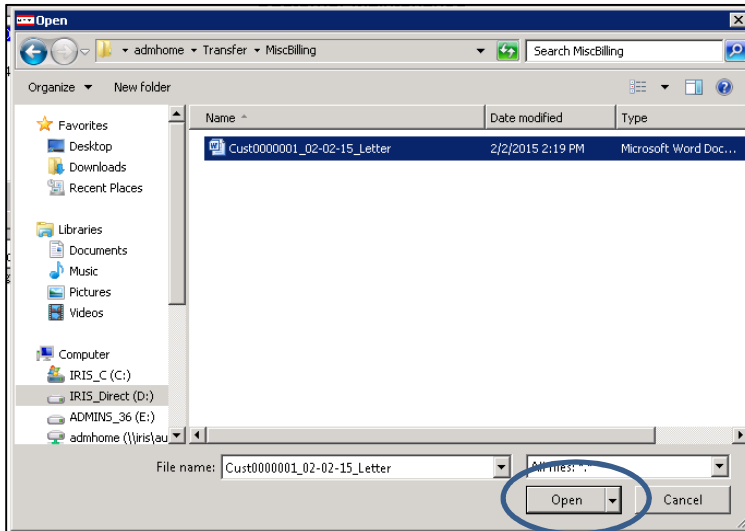 Open
admhome Transfer MiscBilling Search MiscBilling
Organize New folder
Name Date modified Type
Cust0000001_02-02-15_Letter 2/2/2015 2:19 PM Microsoft Word Doc...
Favorites
Desktop
Downloads
Recent Places
Libraries
Documents
Music
Pictures
Videos
Computer
IRIS_C (C:)
IRIS_Direct (D:)
ADMINS_36 (E:)
admhome (\\iris\au
File name: Cust0000001_02-02-15_Letter All files: *.*
Open Cancel